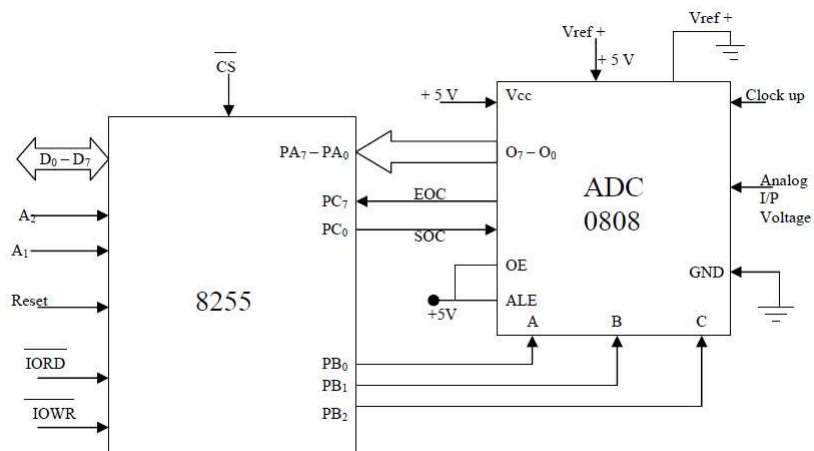 Vref +
Vref +
+ 5 V
CS
+ 5 V
Vcc
Clock up
D₀ – D₇
PA₇ – PA₀
O₇ – O₀
ADC
0808
Analog
I/P
Voltage
PC₇
EOC
PC₀
SOC
A₂
A₁
OE
GND
Reset
8255
ALE
+5V
A
B
C
IORD
PB₀
PB₁
IOWR
PB₂